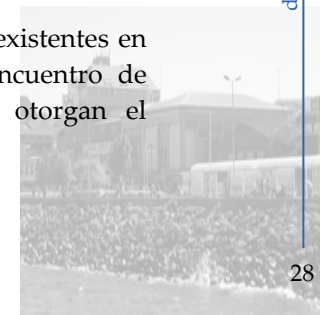 existentes en
ncuentro de
otorgan el
28